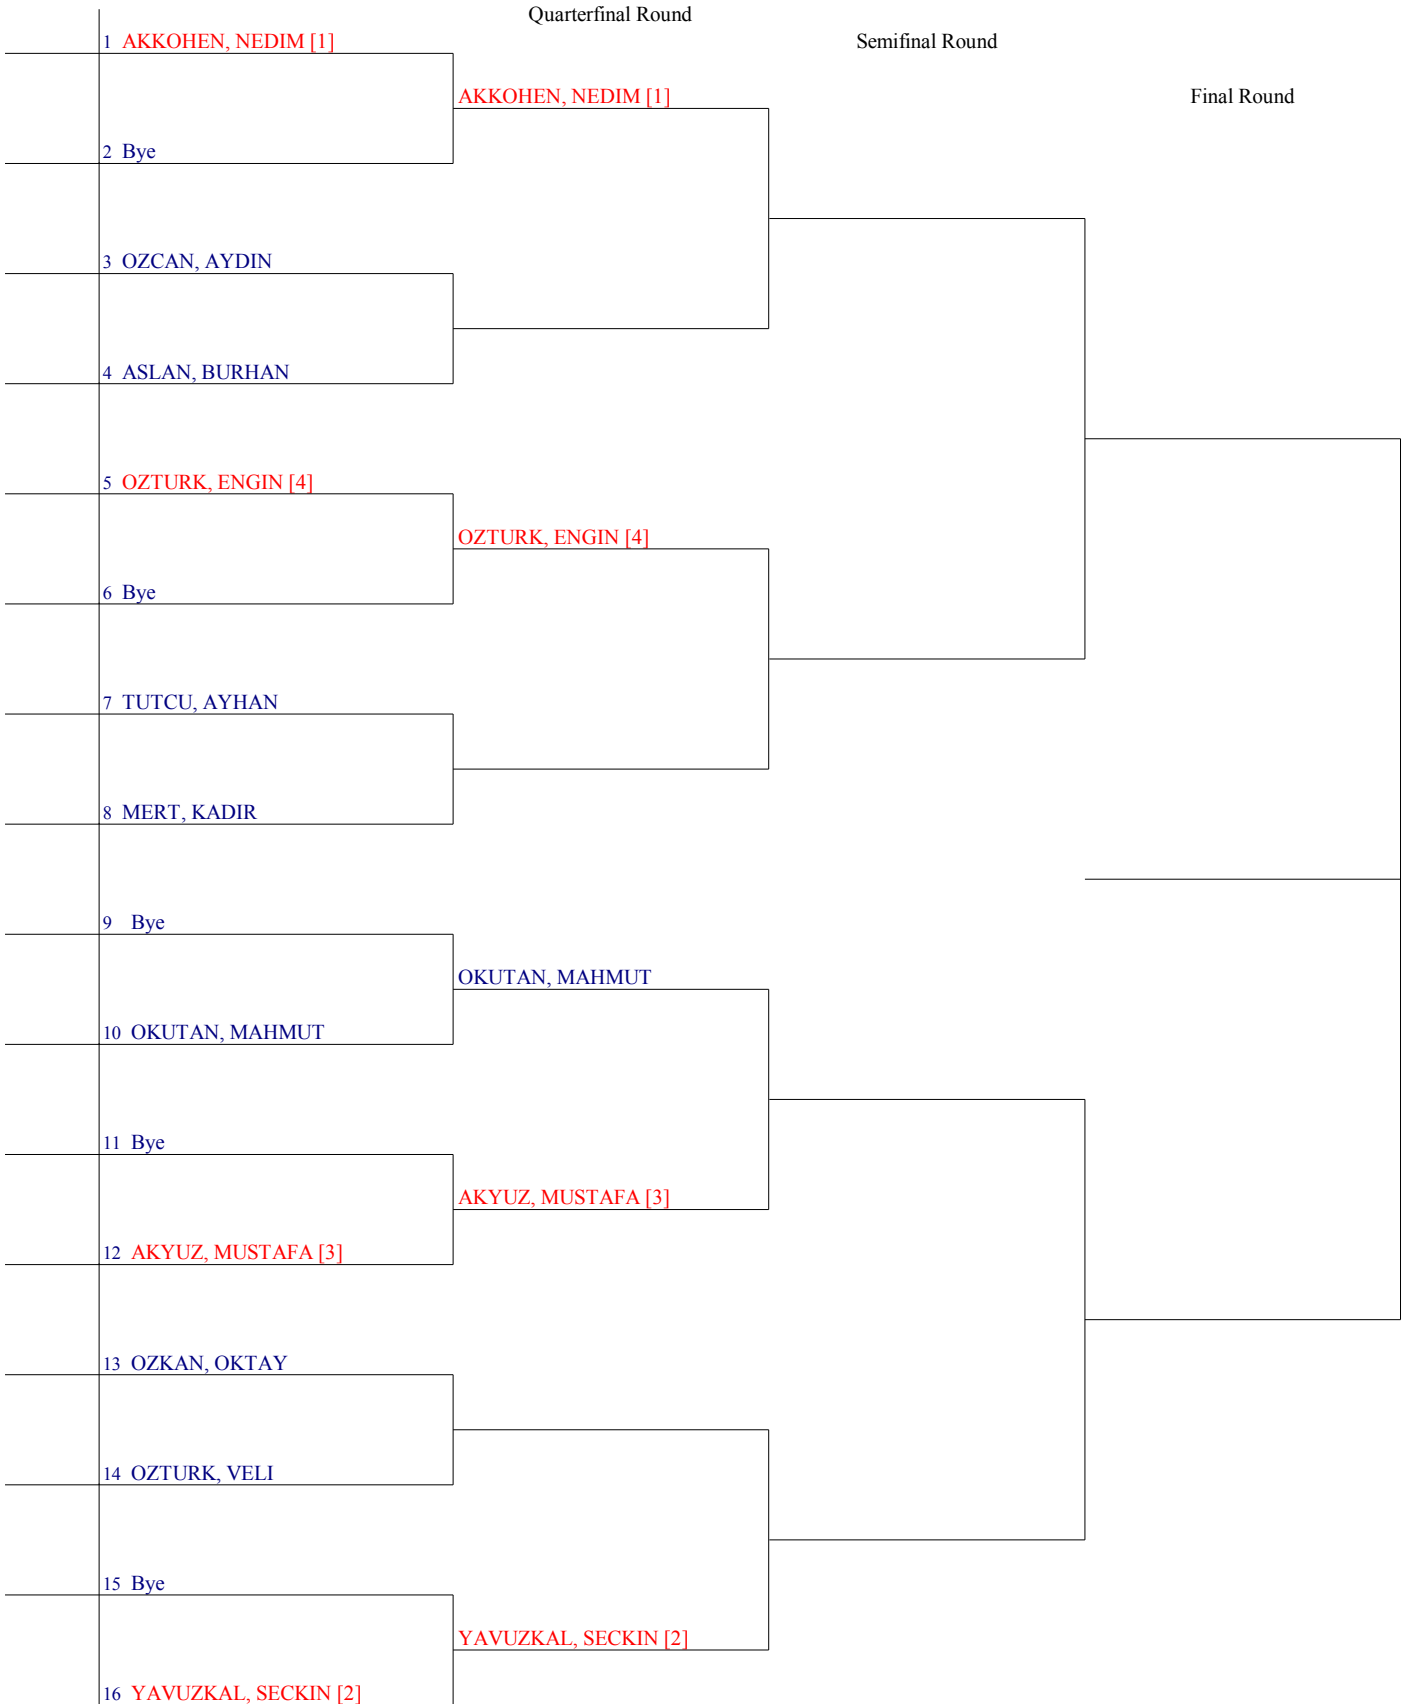 Quarterfinal Round
Semifinal Round
Final Round
1 AKKOHEN, NEDIM [1]
AKKOHEN, NEDIM [1]
2 Bye
3 OZCAN, AYDIN
4 ASLAN, BURHAN
5 OZTURK, ENGIN [4]
OZTURK, ENGIN [4]
6 Bye
7 TUTCU, AYHAN
8 MERT, KADIR
9 Bye
OKUTAN, MAHMUT
10 OKUTAN, MAHMUT
11 Bye
AKYUZ, MUSTAFA [3]
12 AKYUZ, MUSTAFA [3]
13 OZKAN, OKTAY
14 OZTURK, VELI
15 Bye
YAVUZKAL, SECKIN [2]
16 YAVUZKAL, SECKIN [2]